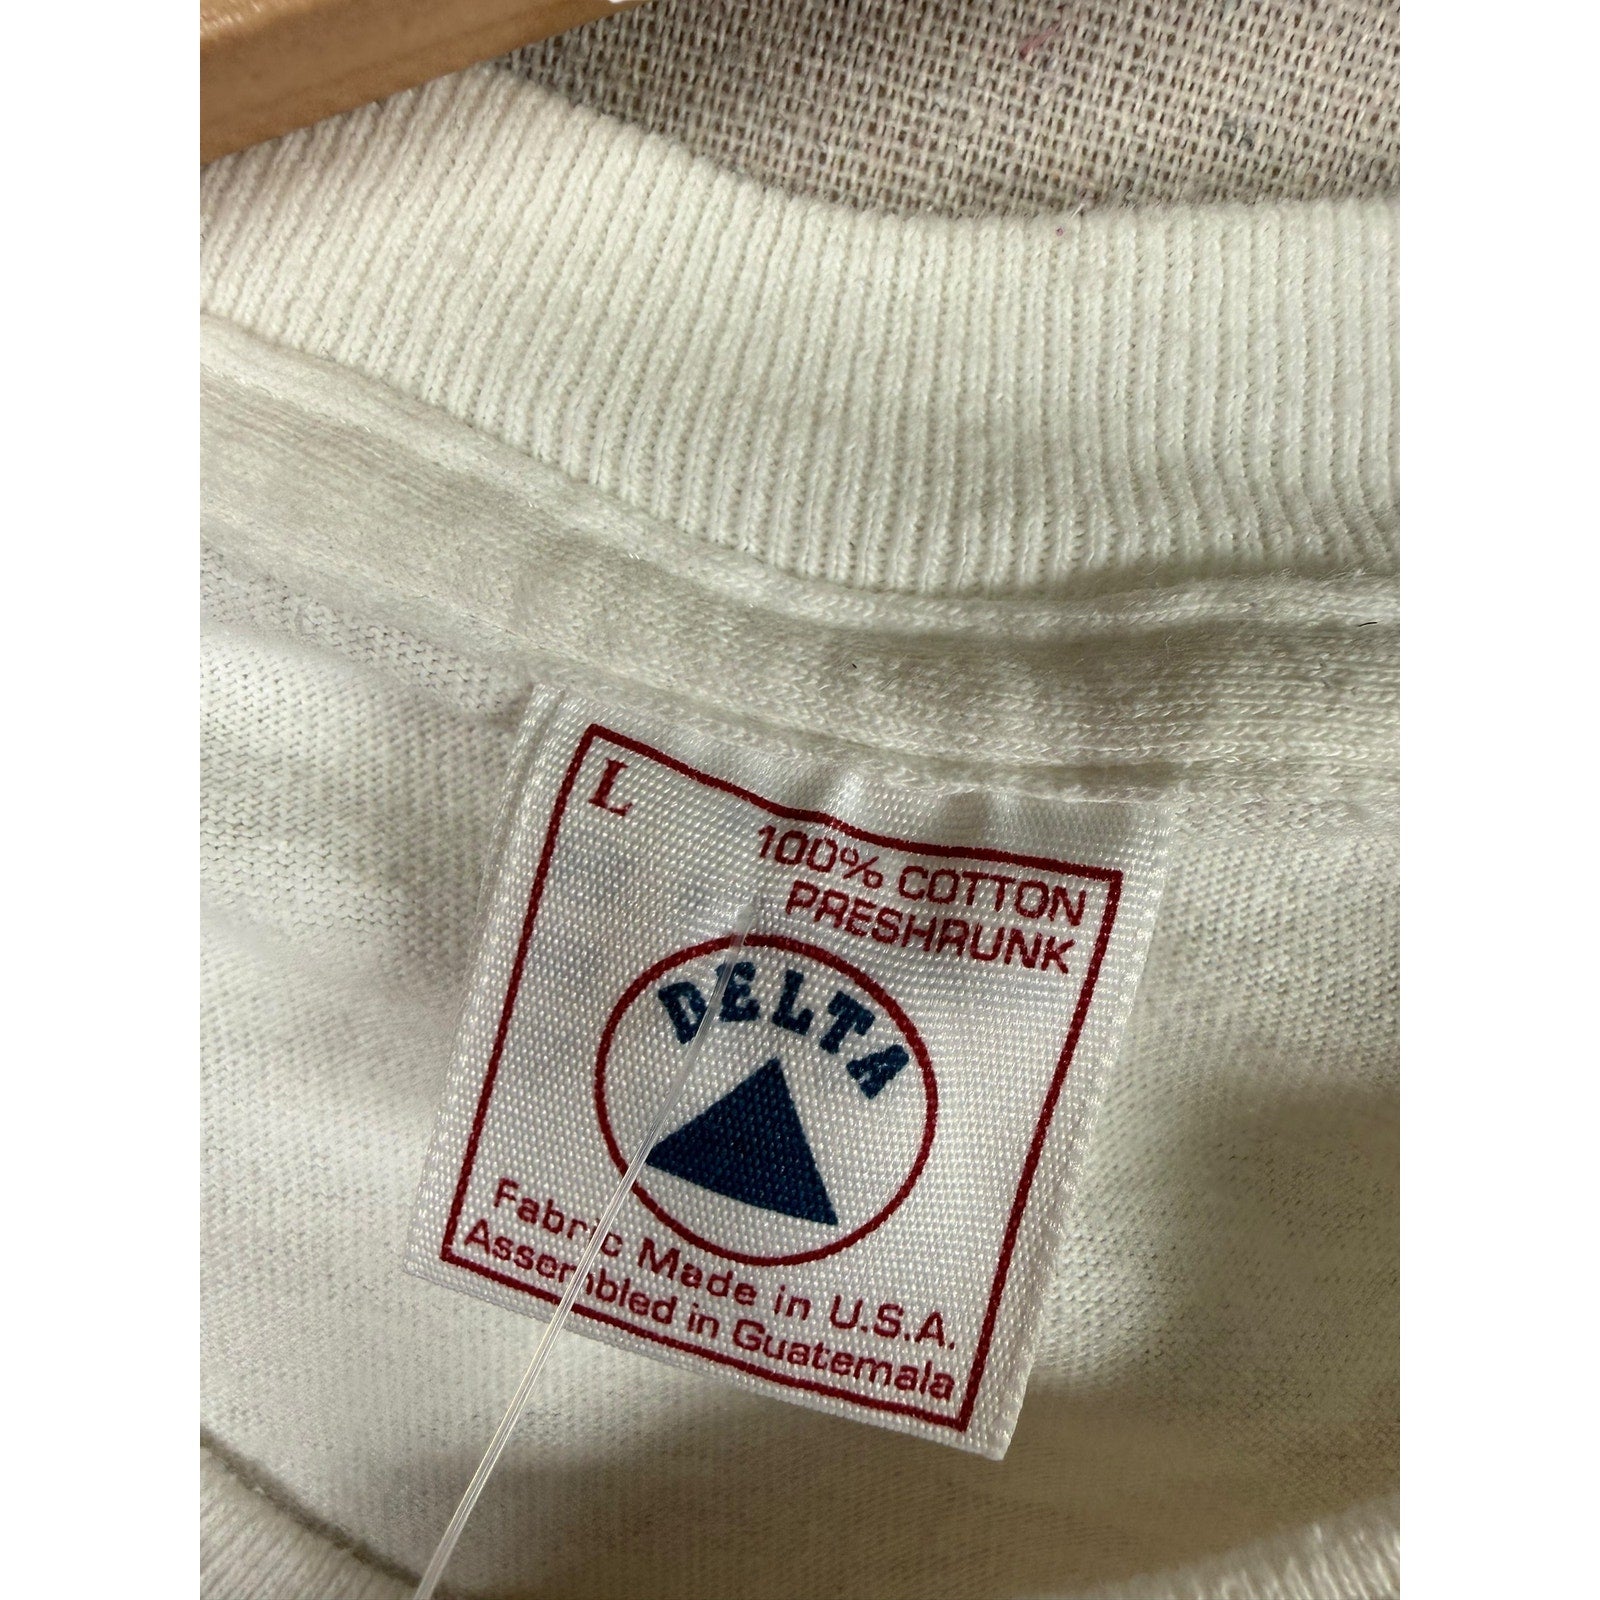 L
100% COTTON
PRESHRUNK
DELTA
Fabric Made in U.S.A.
Assembled in Guatemala